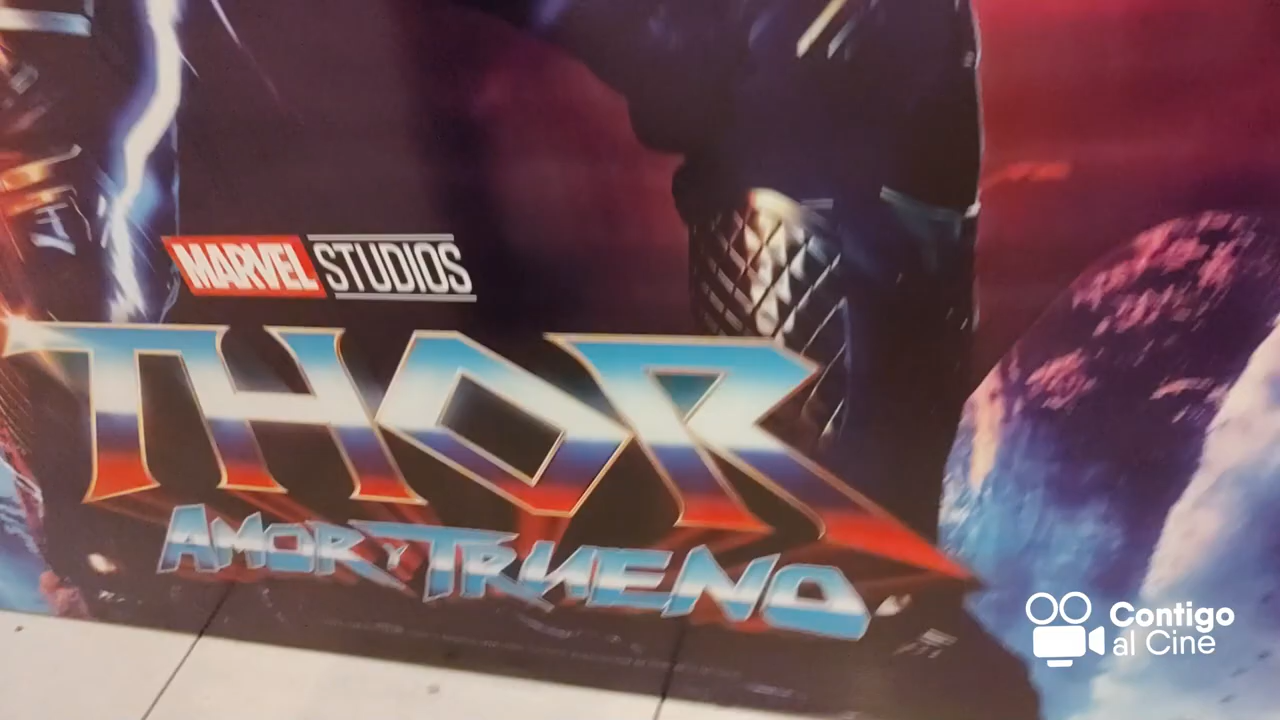 MARVEL STUDIOS
THOR
AMOR Y TRUENO
Contigo
al Cine